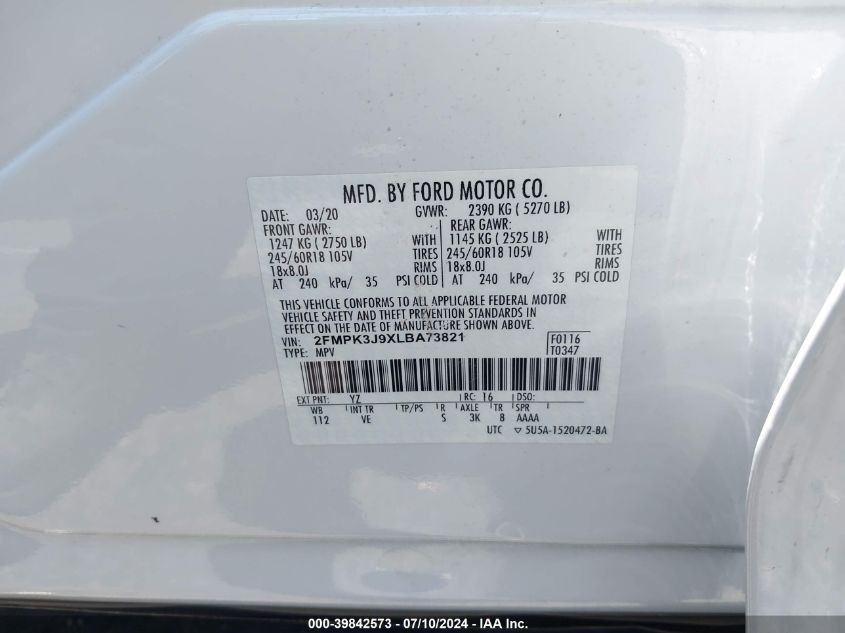 MFD. BY FORD MOTOR CO.
DATE: 03/20 GVWR: 2390 KG ( 5270 LB)
FRONT GAWR: REAR GAWR:
1247 KG ( 2750 LB) WITH 1145 KG ( 2525 LB) WITH
245/60R18 105V TIRES 245/60R18 105V TIRES
18x8.0J RIMS 18x8.0J RIMS
AT 240 kPa/ 35 PSI COLD AT 240 kPa/ 35 PSI COLD
THIS VEHICLE CONFORMS TO ALL APPLICABLE FEDERAL MOTOR
VEHICLE SAFETY AND THEFT PREVENTION STANDARDS IN
EFFECT ON THE DATE OF MANUFACTURE SHOWN ABOVE.
VIN: 2FMPK3J9XLBA73821 F0116
TYPE: MPV T0347
EXT PNT: YZ RC: 16 DSO:
WB INT TR TP/PS R AXLE TR SPR
112 VE S 3K 8 AAAA
UTC ▽ 5U5A-1520472-BA
000-39842573 / 07/10/2024 - IAA Inc.